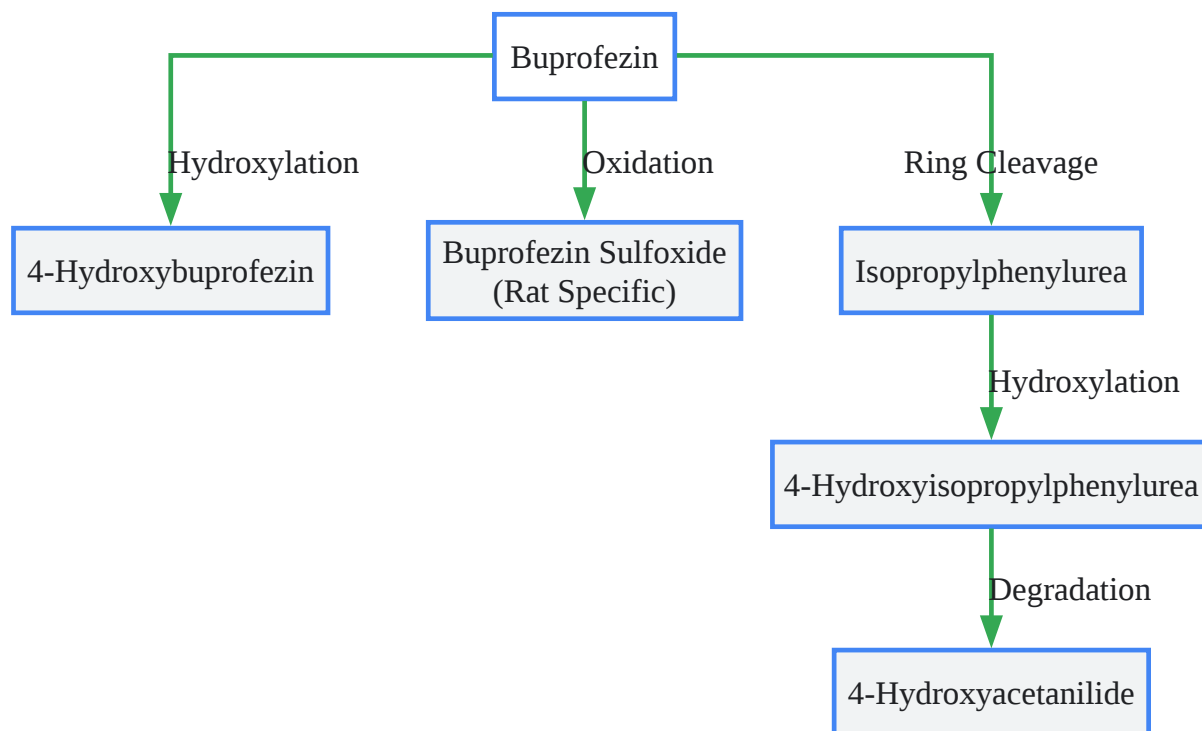 Buprofezin
Hydroxylation
Oxidation
Ring Cleavage
4-Hydroxybuprofezin
Buprofezin Sulfoxide
(Rat Specific)
Isopropylphenylurea
Hydroxylation
4-Hydroxyisopropylphenylurea
Degradation
4-Hydroxyacetanilide